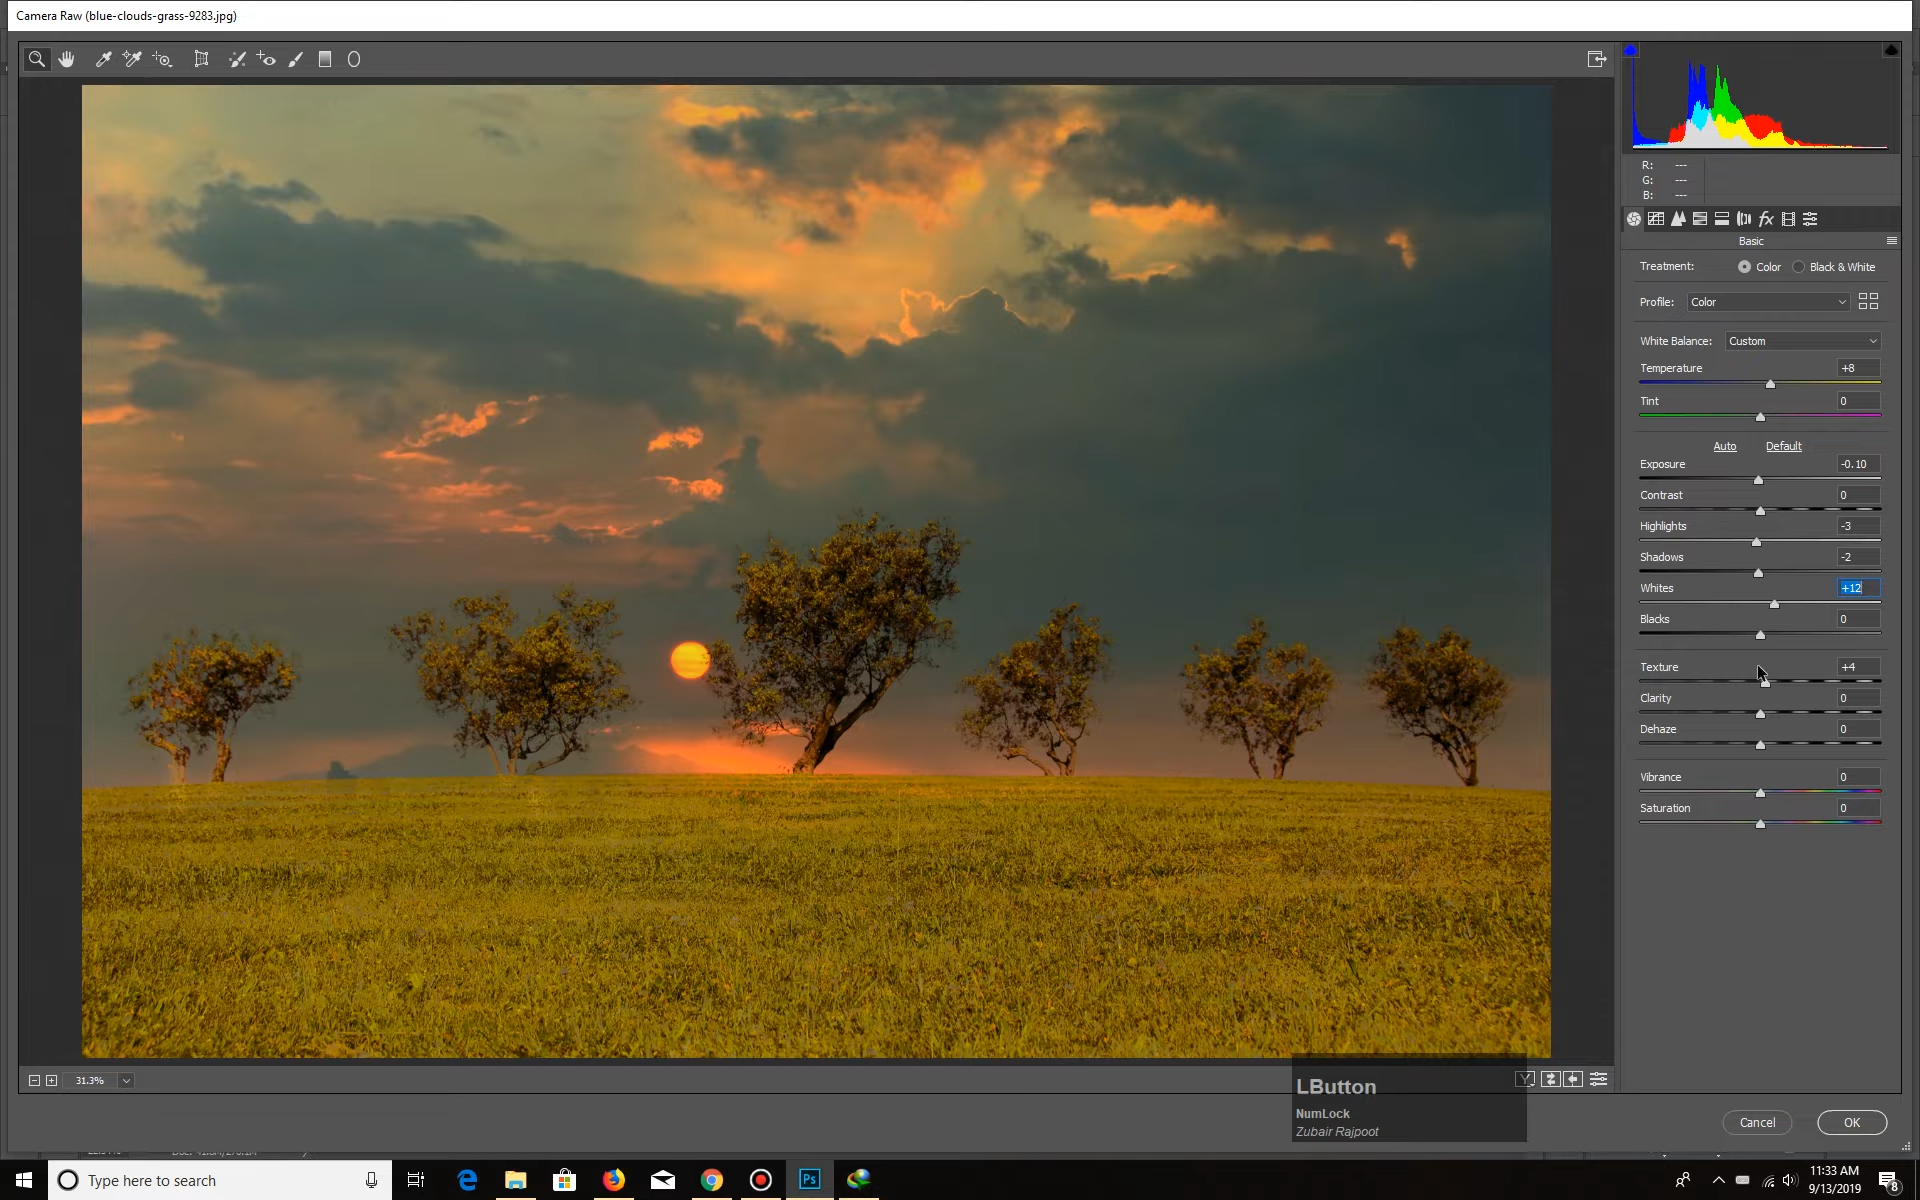 Camera Raw (blue-clouds-grass-9283.jpg)
R: ---
G: ---
B: ---
fx
Basic
Treatment: Color Black & White
Profile: Color
White Balance: Custom
Temperature +8
Tint 0
Auto Default
Exposure -0.10
Contrast 0
Highlights -3
Shadows -2
Whites +12
Blacks 0
Texture +4
Clarity 0
Dehaze 0
Vibrance 0
Saturation 0
31.3%
Y
LButton
NumLock
Zubair Rajpoot
Cancel OK
Type here to search
Ps
11:33 AM
9/13/2019
8